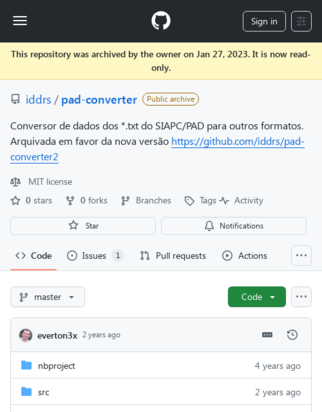 Sign in
This repository was archived by the owner on Jan 27, 2023. It is now read-
only.
iddrs / pad-converter Public archive
Conversor de dados dos *.txt do SIAPC/PAD para outros formatos.
Arquivada em favor da nova versão https://github.com/iddrs/pad-
converter2
MIT license
0 stars 0 forks Branches Tags Activity
Star Notifications
Code Issues 1 Pull requests Actions
master Code
everton3x 2 years ago
nbproject 4 years ago
src 2 years ago